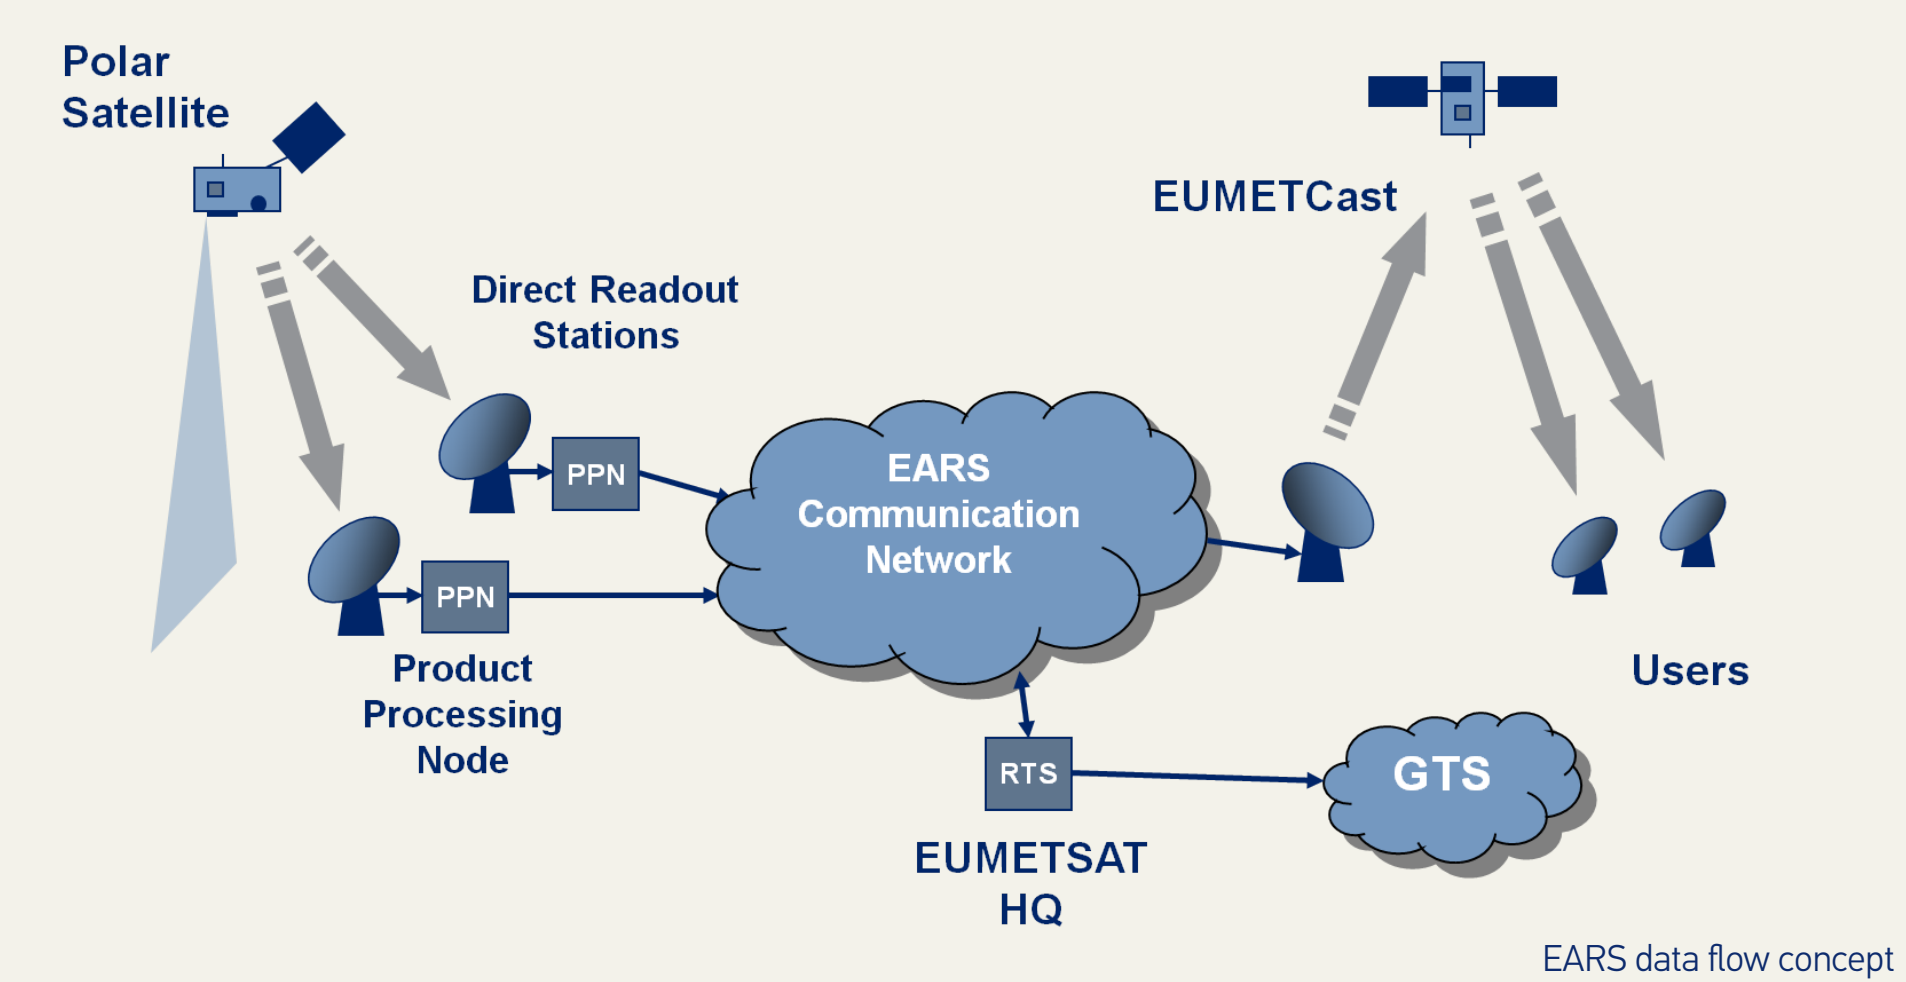 Polar
Satellite
EUMETCast
Direct Readout
Stations
PPN
EARS
Communication
Network
PPN
Product
Processing
Node
Users
RTS
GTS
EUMETSAT
HQ
EARS data flow concept